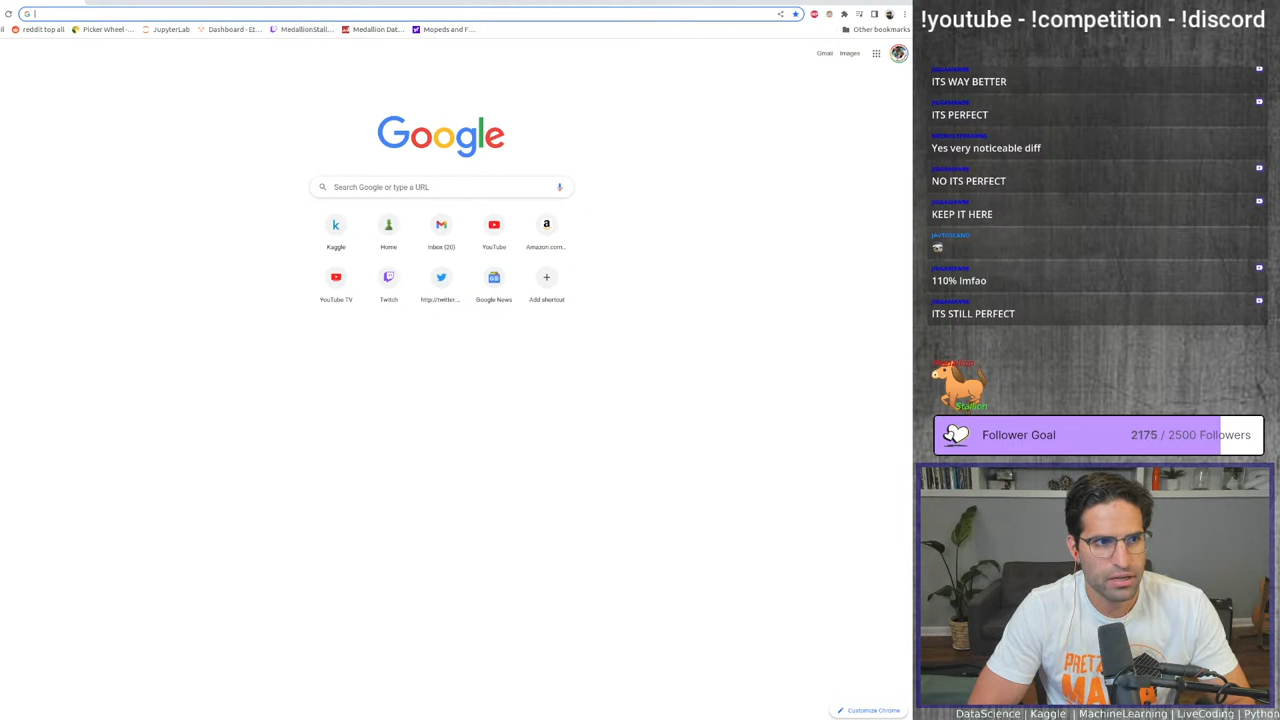 reddit top all
Picker Wheel -...
JupyterLab
Dashboard - Et...
MedallionStall...
Medallion Dat...
Mopeds and F...
Other bookmarks
Gmail
Images
Google
Search Google or type a URL
Kaggle
Home
Inbox (20)
YouTube
Amazon.com...
YouTube TV
Twitch
http://twitter....
Google News
Add shortcut
Customize Chrome
!youtube - !competition - !discord
ITS WAY BETTER
ITS PERFECT
Yes very noticeable diff
NO ITS PERFECT
KEEP IT HERE
JAVTOSCANO
110% lmfao
ITS STILL PERFECT
Medallion
Stallion
Follower Goal
2175 / 2500 Followers
DataScience | Kaggle | MachineLearning | LiveCoding | Python